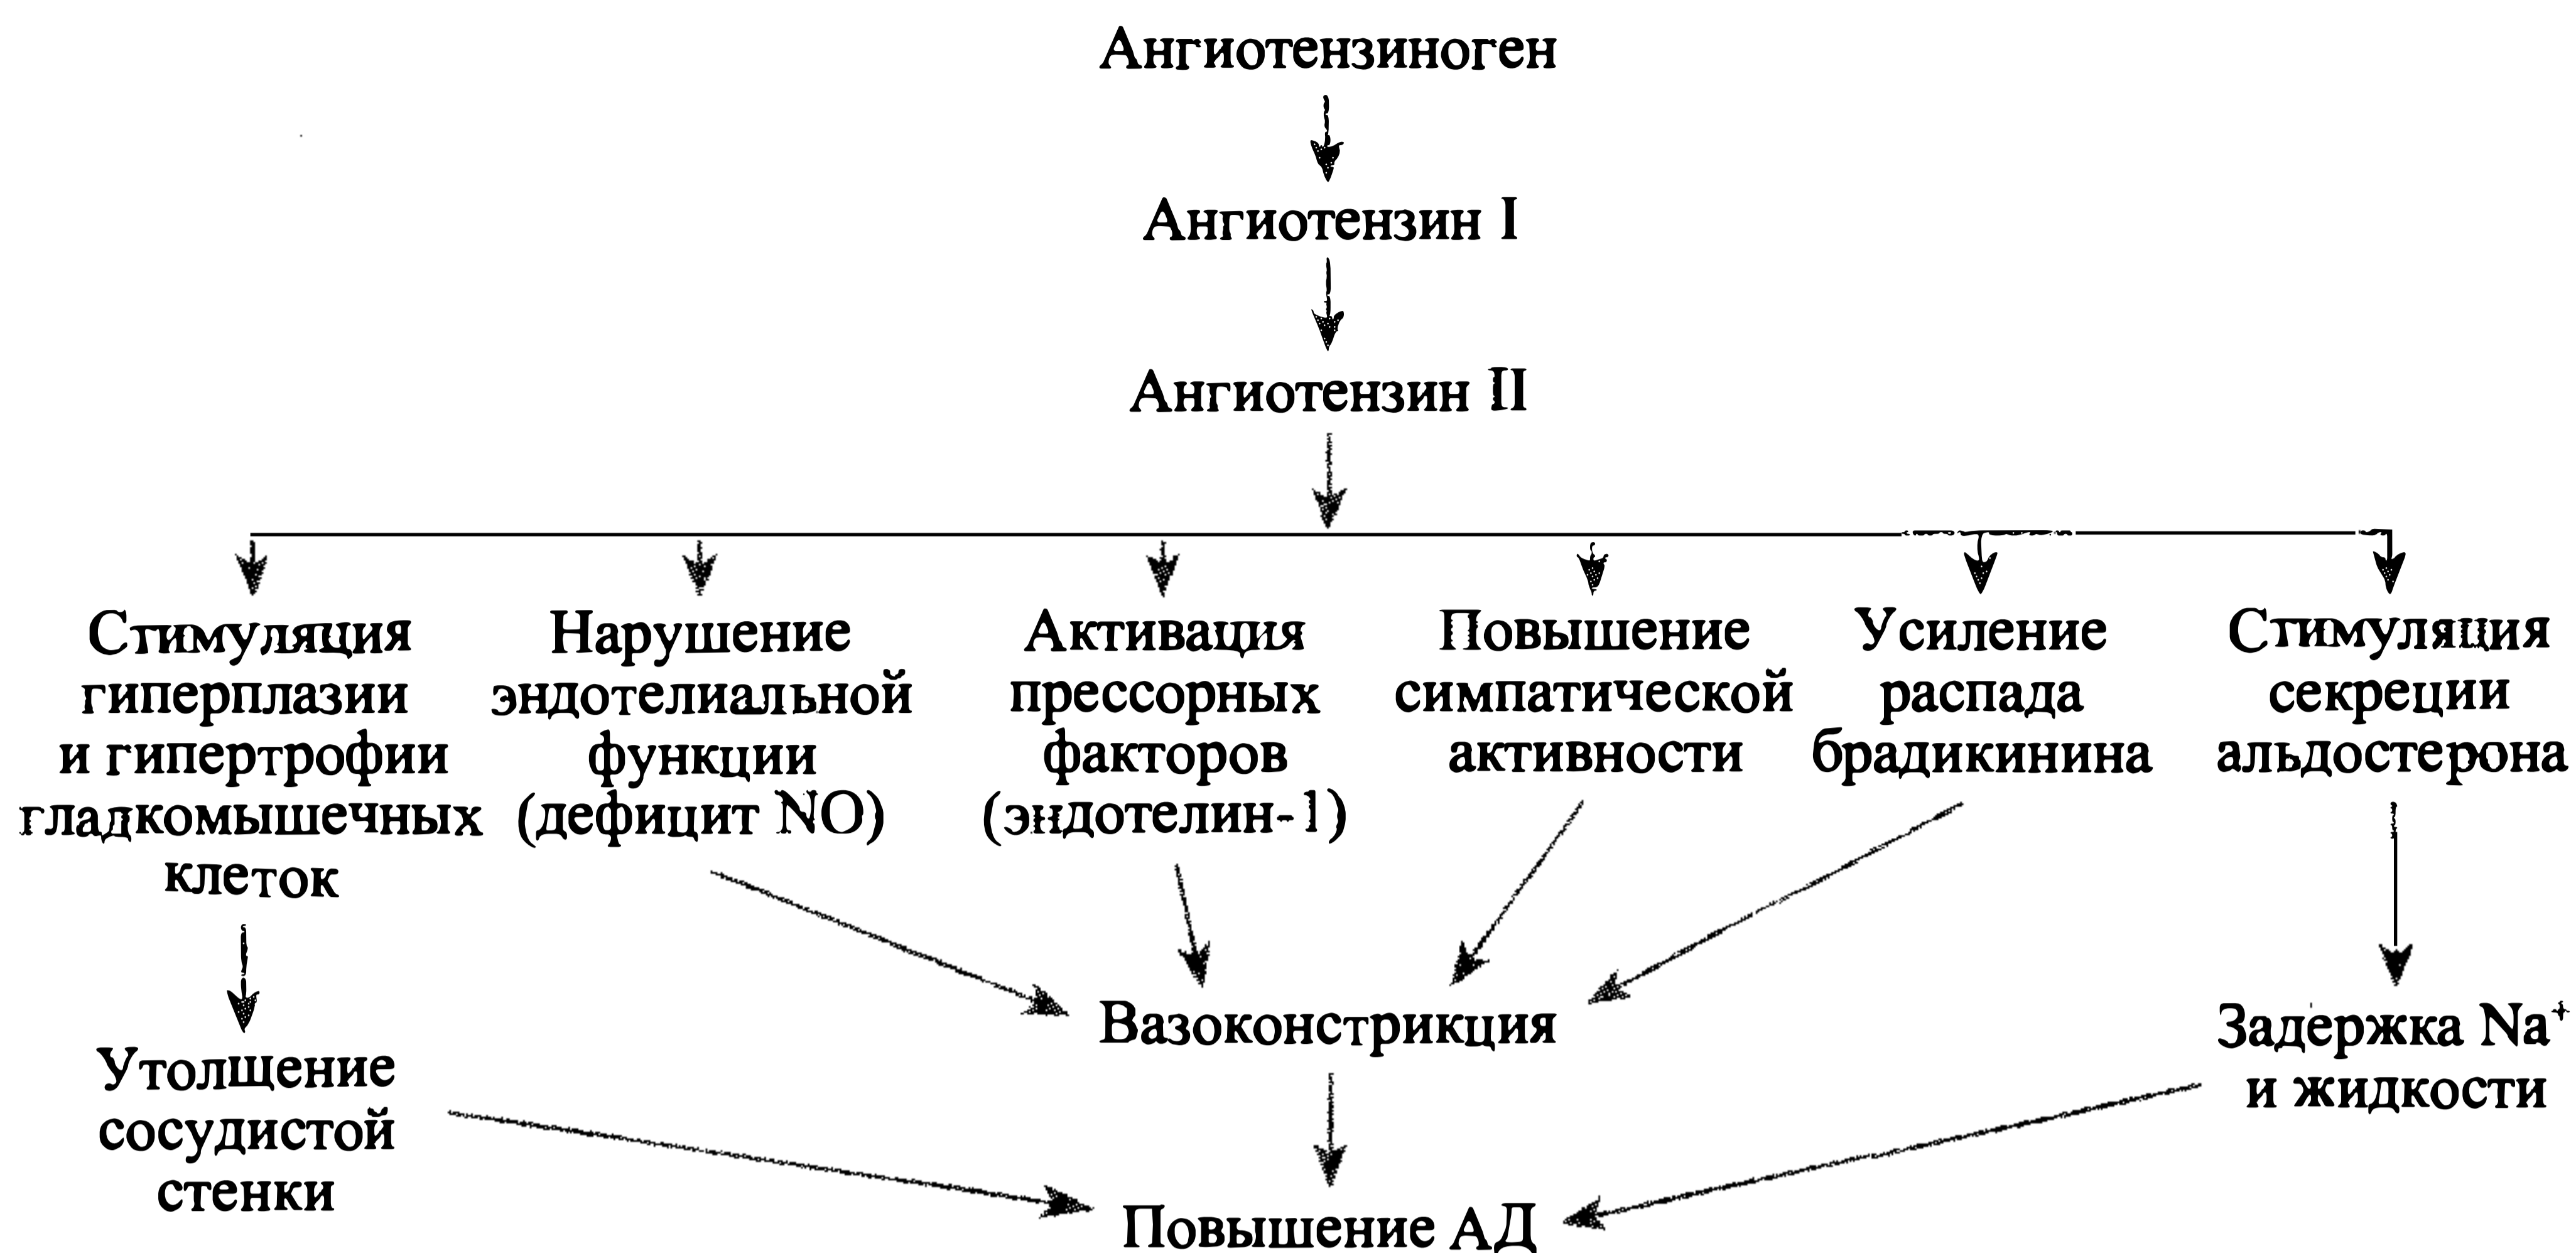 Ангиотензиноген
Ангиотензин I
Ангиотензин II
Стимуляция
гиперплазии
и гипертрофии
гладкомышечных
клеток
Нарушение
эндотелиальной
функции
(дефицит NO)
Активация
прессорных
факторов
(эндотелин-1)
Повышение
симпатической
активности
Усиление
распада
брадикинина
Стимуляция
секреции
альдостерона
Утолщение
сосудистой
стенки
Вазоконстрикция
Задержка Na⁺
и жидкости
Повышение АД